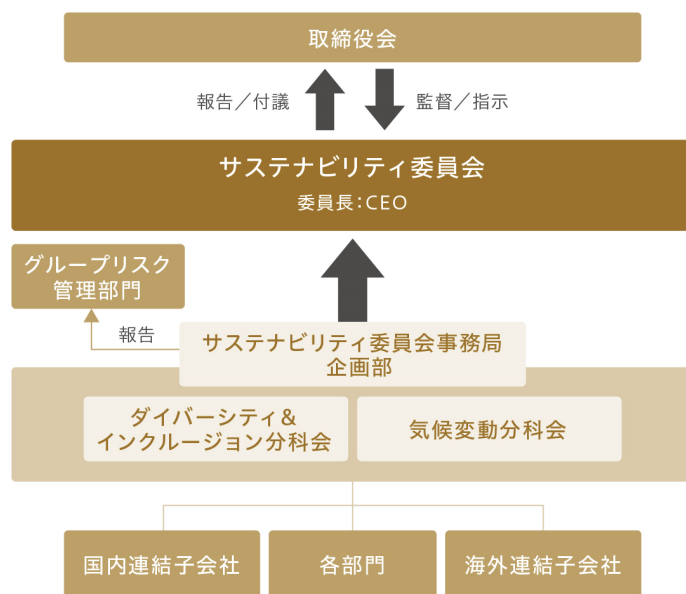 取締役会
報告／付議
監督／指示
サステナビリティ委員会
委員長：CEO
グループリスク
管理部門
報告
サステナビリティ委員会事務局
企画部
ダイバーシティ&
インクルージョン分科会
気候変動分科会
国内連結子会社
各部門
海外連結子会社